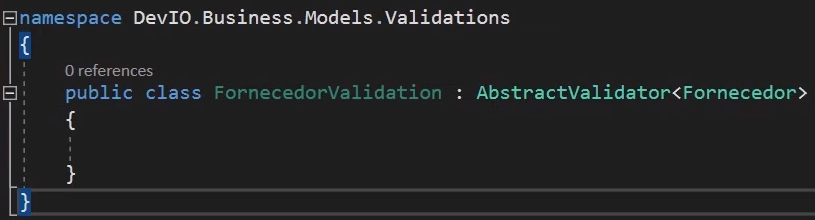 namespace DevIO.Business.Models.Validations
{
0 references
public class FornecedorValidation : AbstractValidator<Fornecedor>
{
}
}